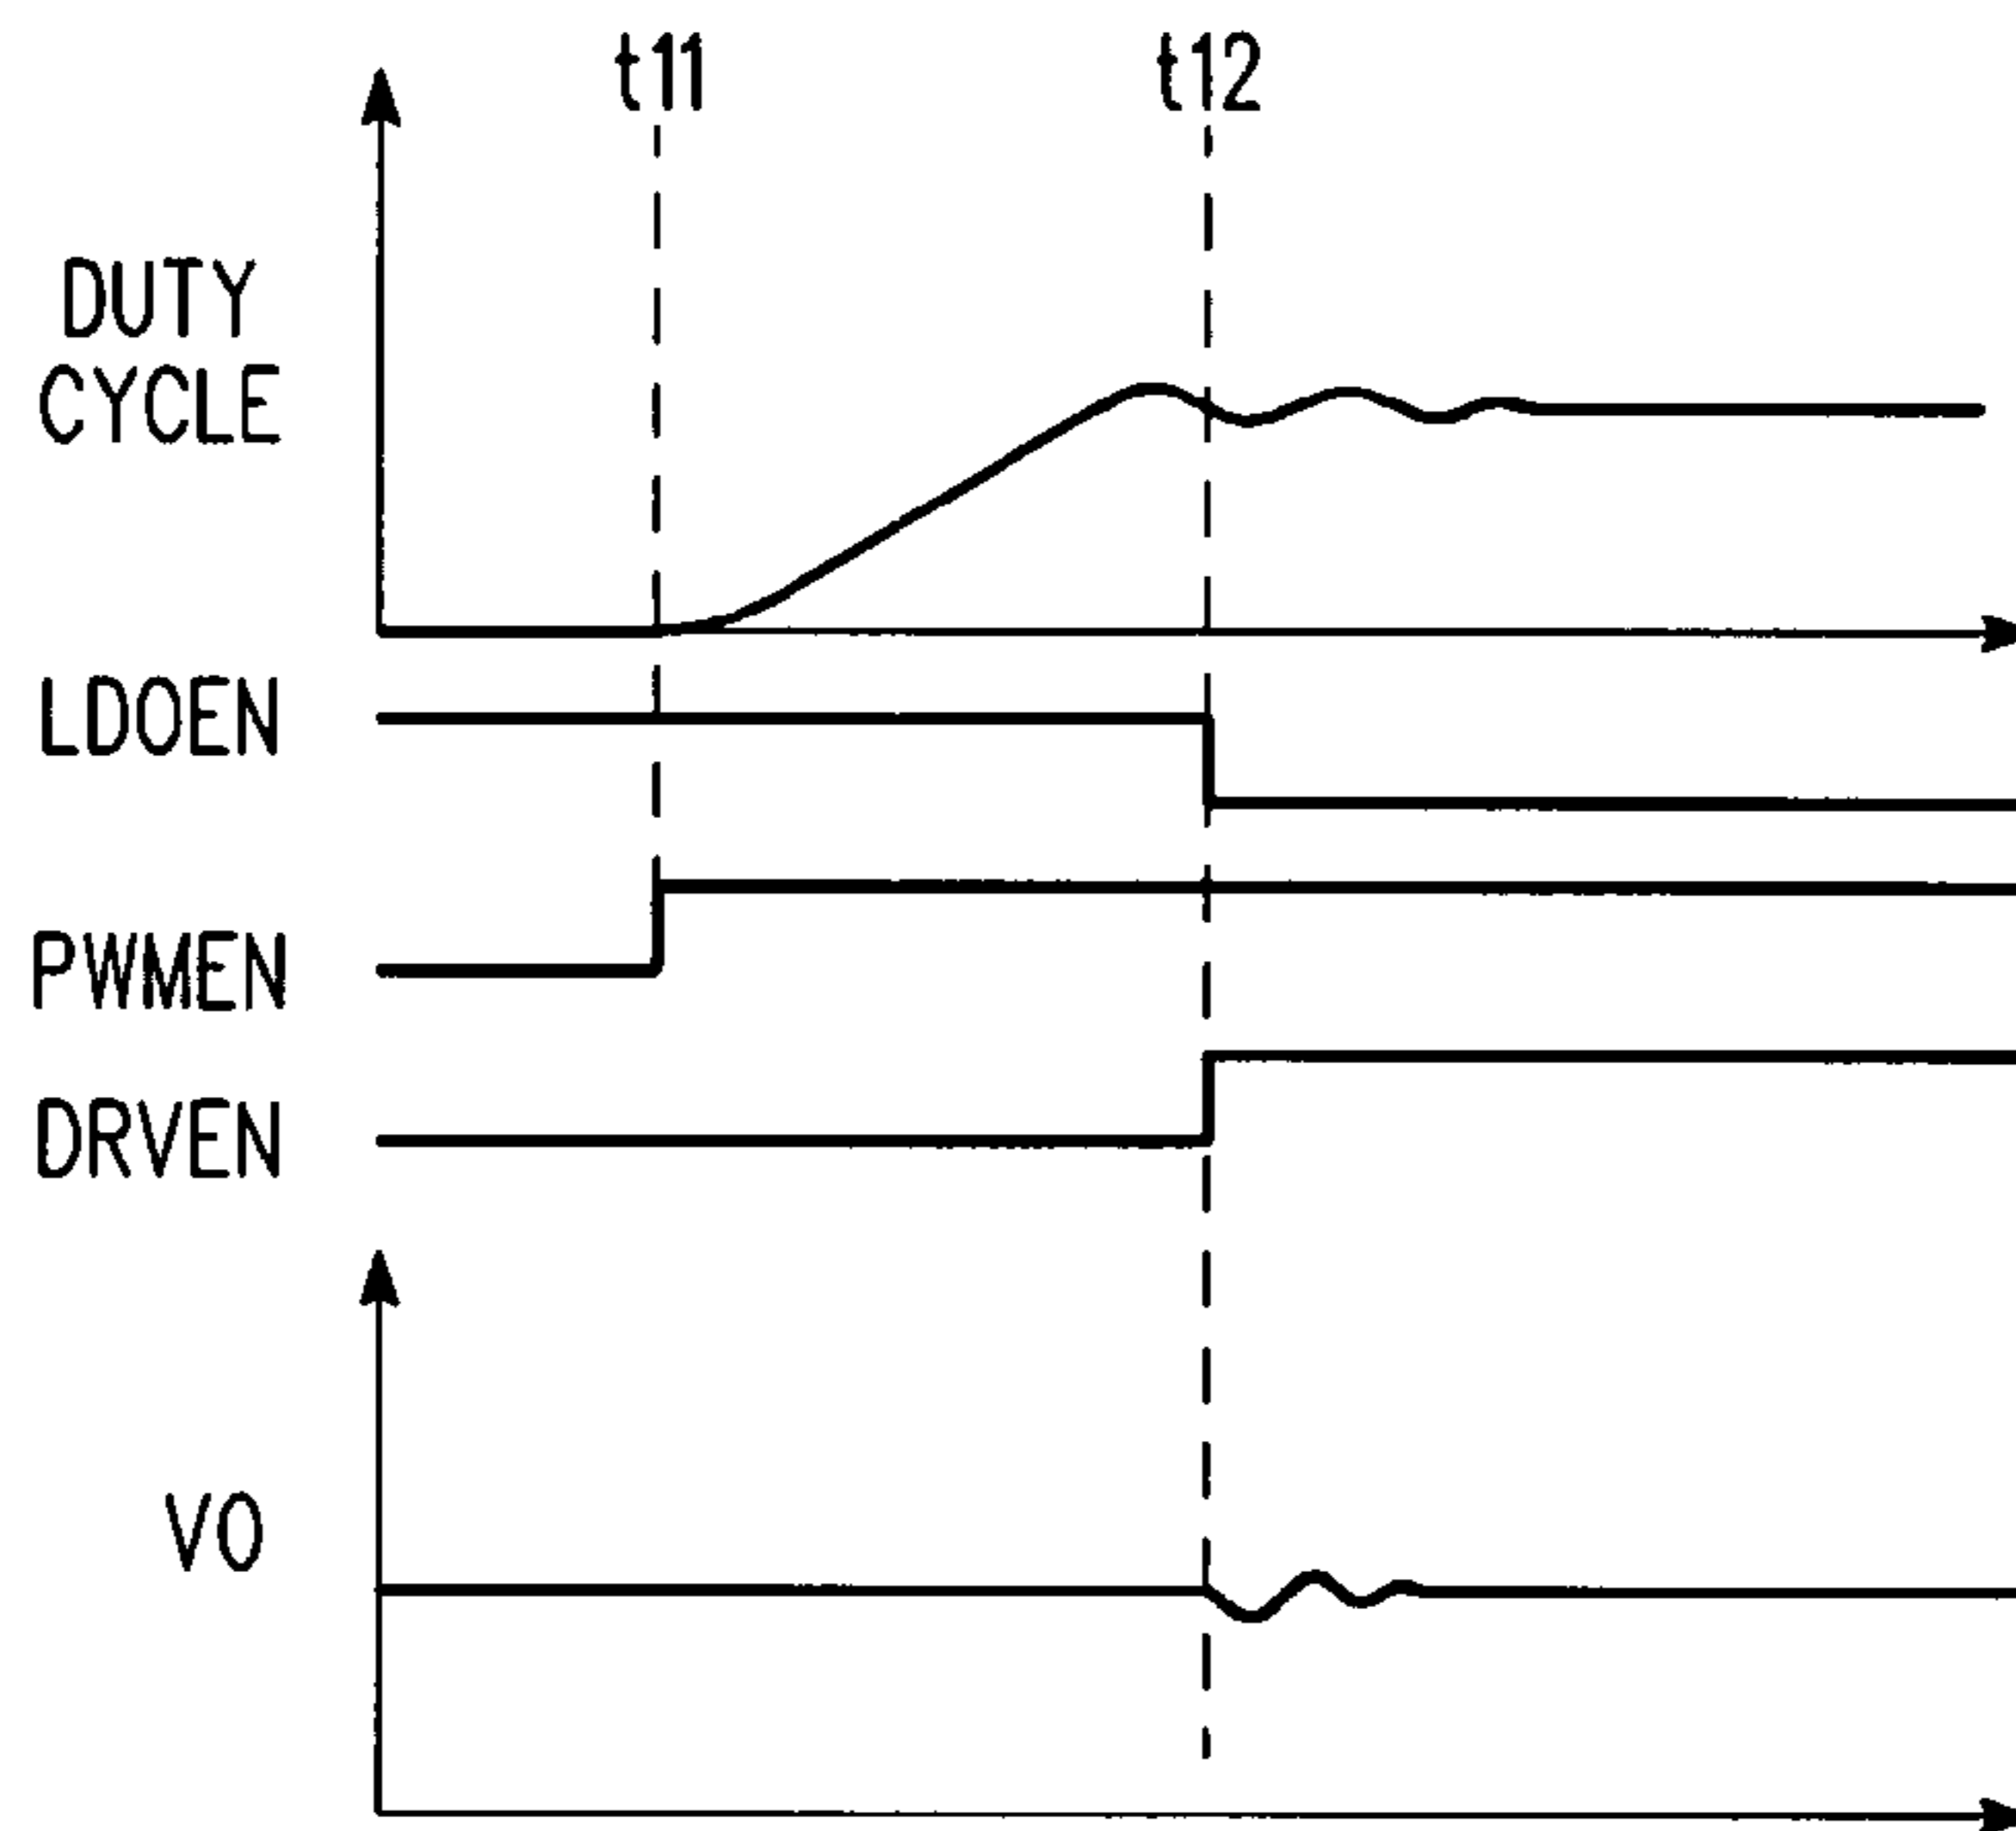 t11
t12
DUTY
CYCLE
LDOEN
PWMEN
DRVEN
VO